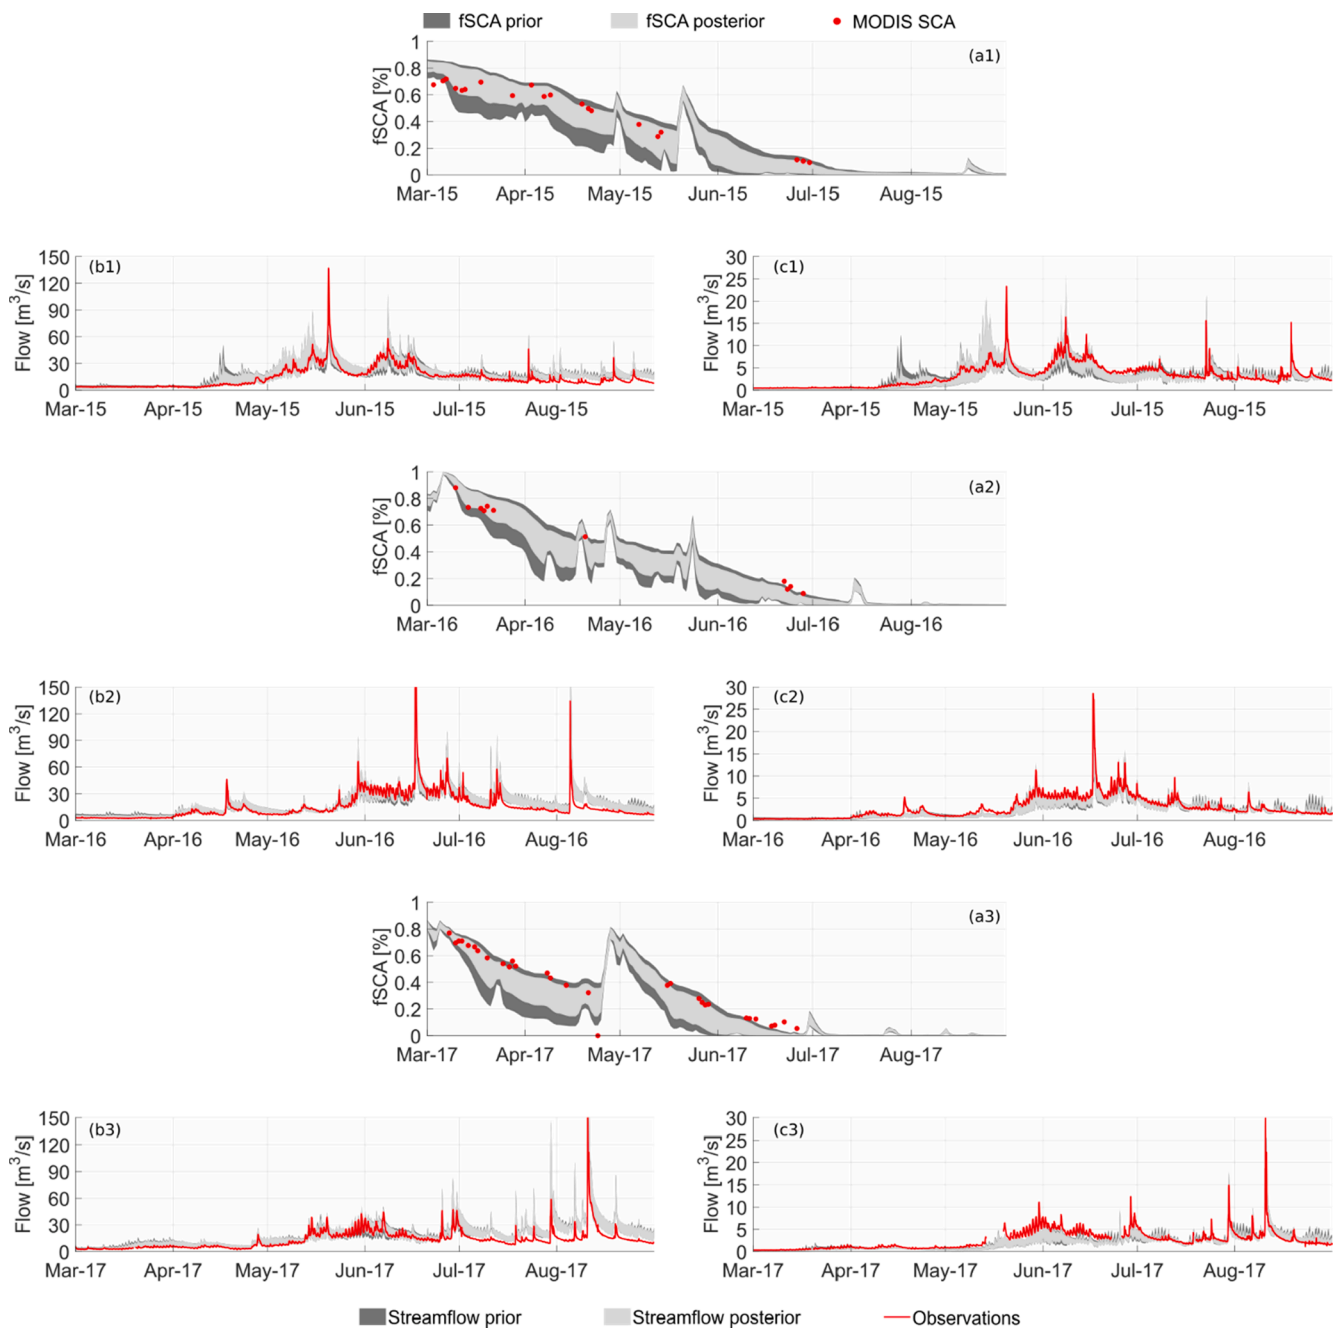 fSCA prior fSCA posterior MODIS SCA
(a1)
fSCA [%]
1
0.8
0.6
0.4
0.2
0
Mar-15 Apr-15 May-15 Jun-15 Jul-15 Aug-15
(b1)
Flow [m³/s]
150
120
90
60
30
0
Mar-15 Apr-15 May-15 Jun-15 Jul-15 Aug-15
(c1)
Flow [m³/s]
30
25
20
15
10
5
0
Mar-15 Apr-15 May-15 Jun-15 Jul-15 Aug-15
(a2)
fSCA [%]
1
0.8
0.6
0.4
0.2
0
Mar-16 Apr-16 May-16 Jun-16 Jul-16 Aug-16
(b2)
Flow [m³/s]
150
120
90
60
30
0
Mar-16 Apr-16 May-16 Jun-16 Jul-16 Aug-16
(c2)
Flow [m³/s]
30
25
20
15
10
5
0
Mar-16 Apr-16 May-16 Jun-16 Jul-16 Aug-16
(a3)
fSCA [%]
1
0.8
0.6
0.4
0.2
0
Mar-17 Apr-17 May-17 Jun-17 Jul-17 Aug-17
(b3)
Flow [m³/s]
150
120
90
60
30
0
Mar-17 Apr-17 May-17 Jun-17 Jul-17 Aug-17
(c3)
Flow [m³/s]
30
25
20
15
10
5
0
Mar-17 Apr-17 May-17 Jun-17 Jul-17 Aug-17
Streamflow prior Streamflow posterior Observations